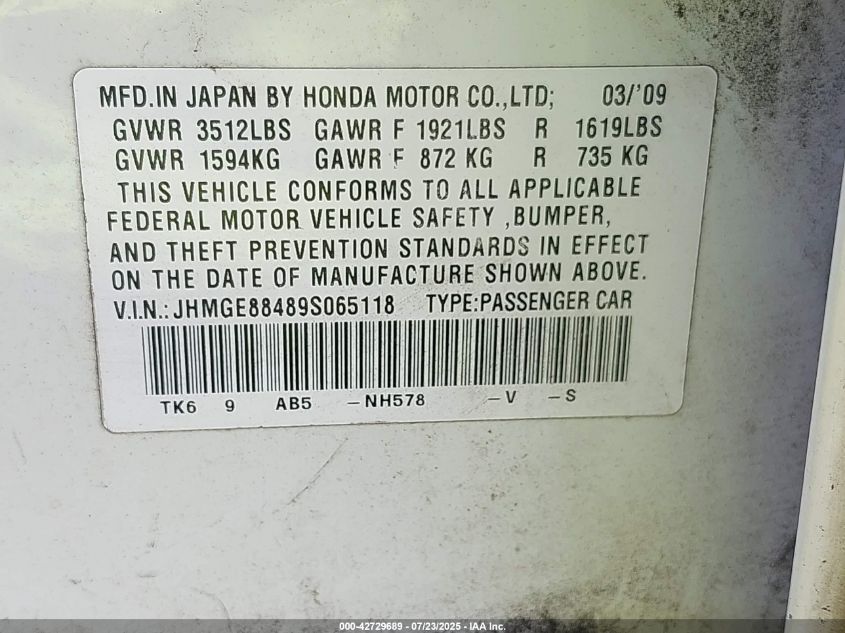 MFD.IN JAPAN BY HONDA MOTOR CO.,LTD; 03/'09
GVWR 3512LBS GAWR F 1921LBS R 1619LBS
GVWR 1594KG GAWR F 872 KG R 735 KG
THIS VEHICLE CONFORMS TO ALL APPLICABLE
FEDERAL MOTOR VEHICLE SAFETY ,BUMPER,
AND THEFT PREVENTION STANDARDS IN EFFECT
ON THE DATE OF MANUFACTURE SHOWN ABOVE.
V.I.N.:JHMGE88489S065118 TYPE:PASSENGER CAR
TK6 9 AB5 -NH578 -V -S
000-42729689 - 07/23/2025 - IAA Inc.